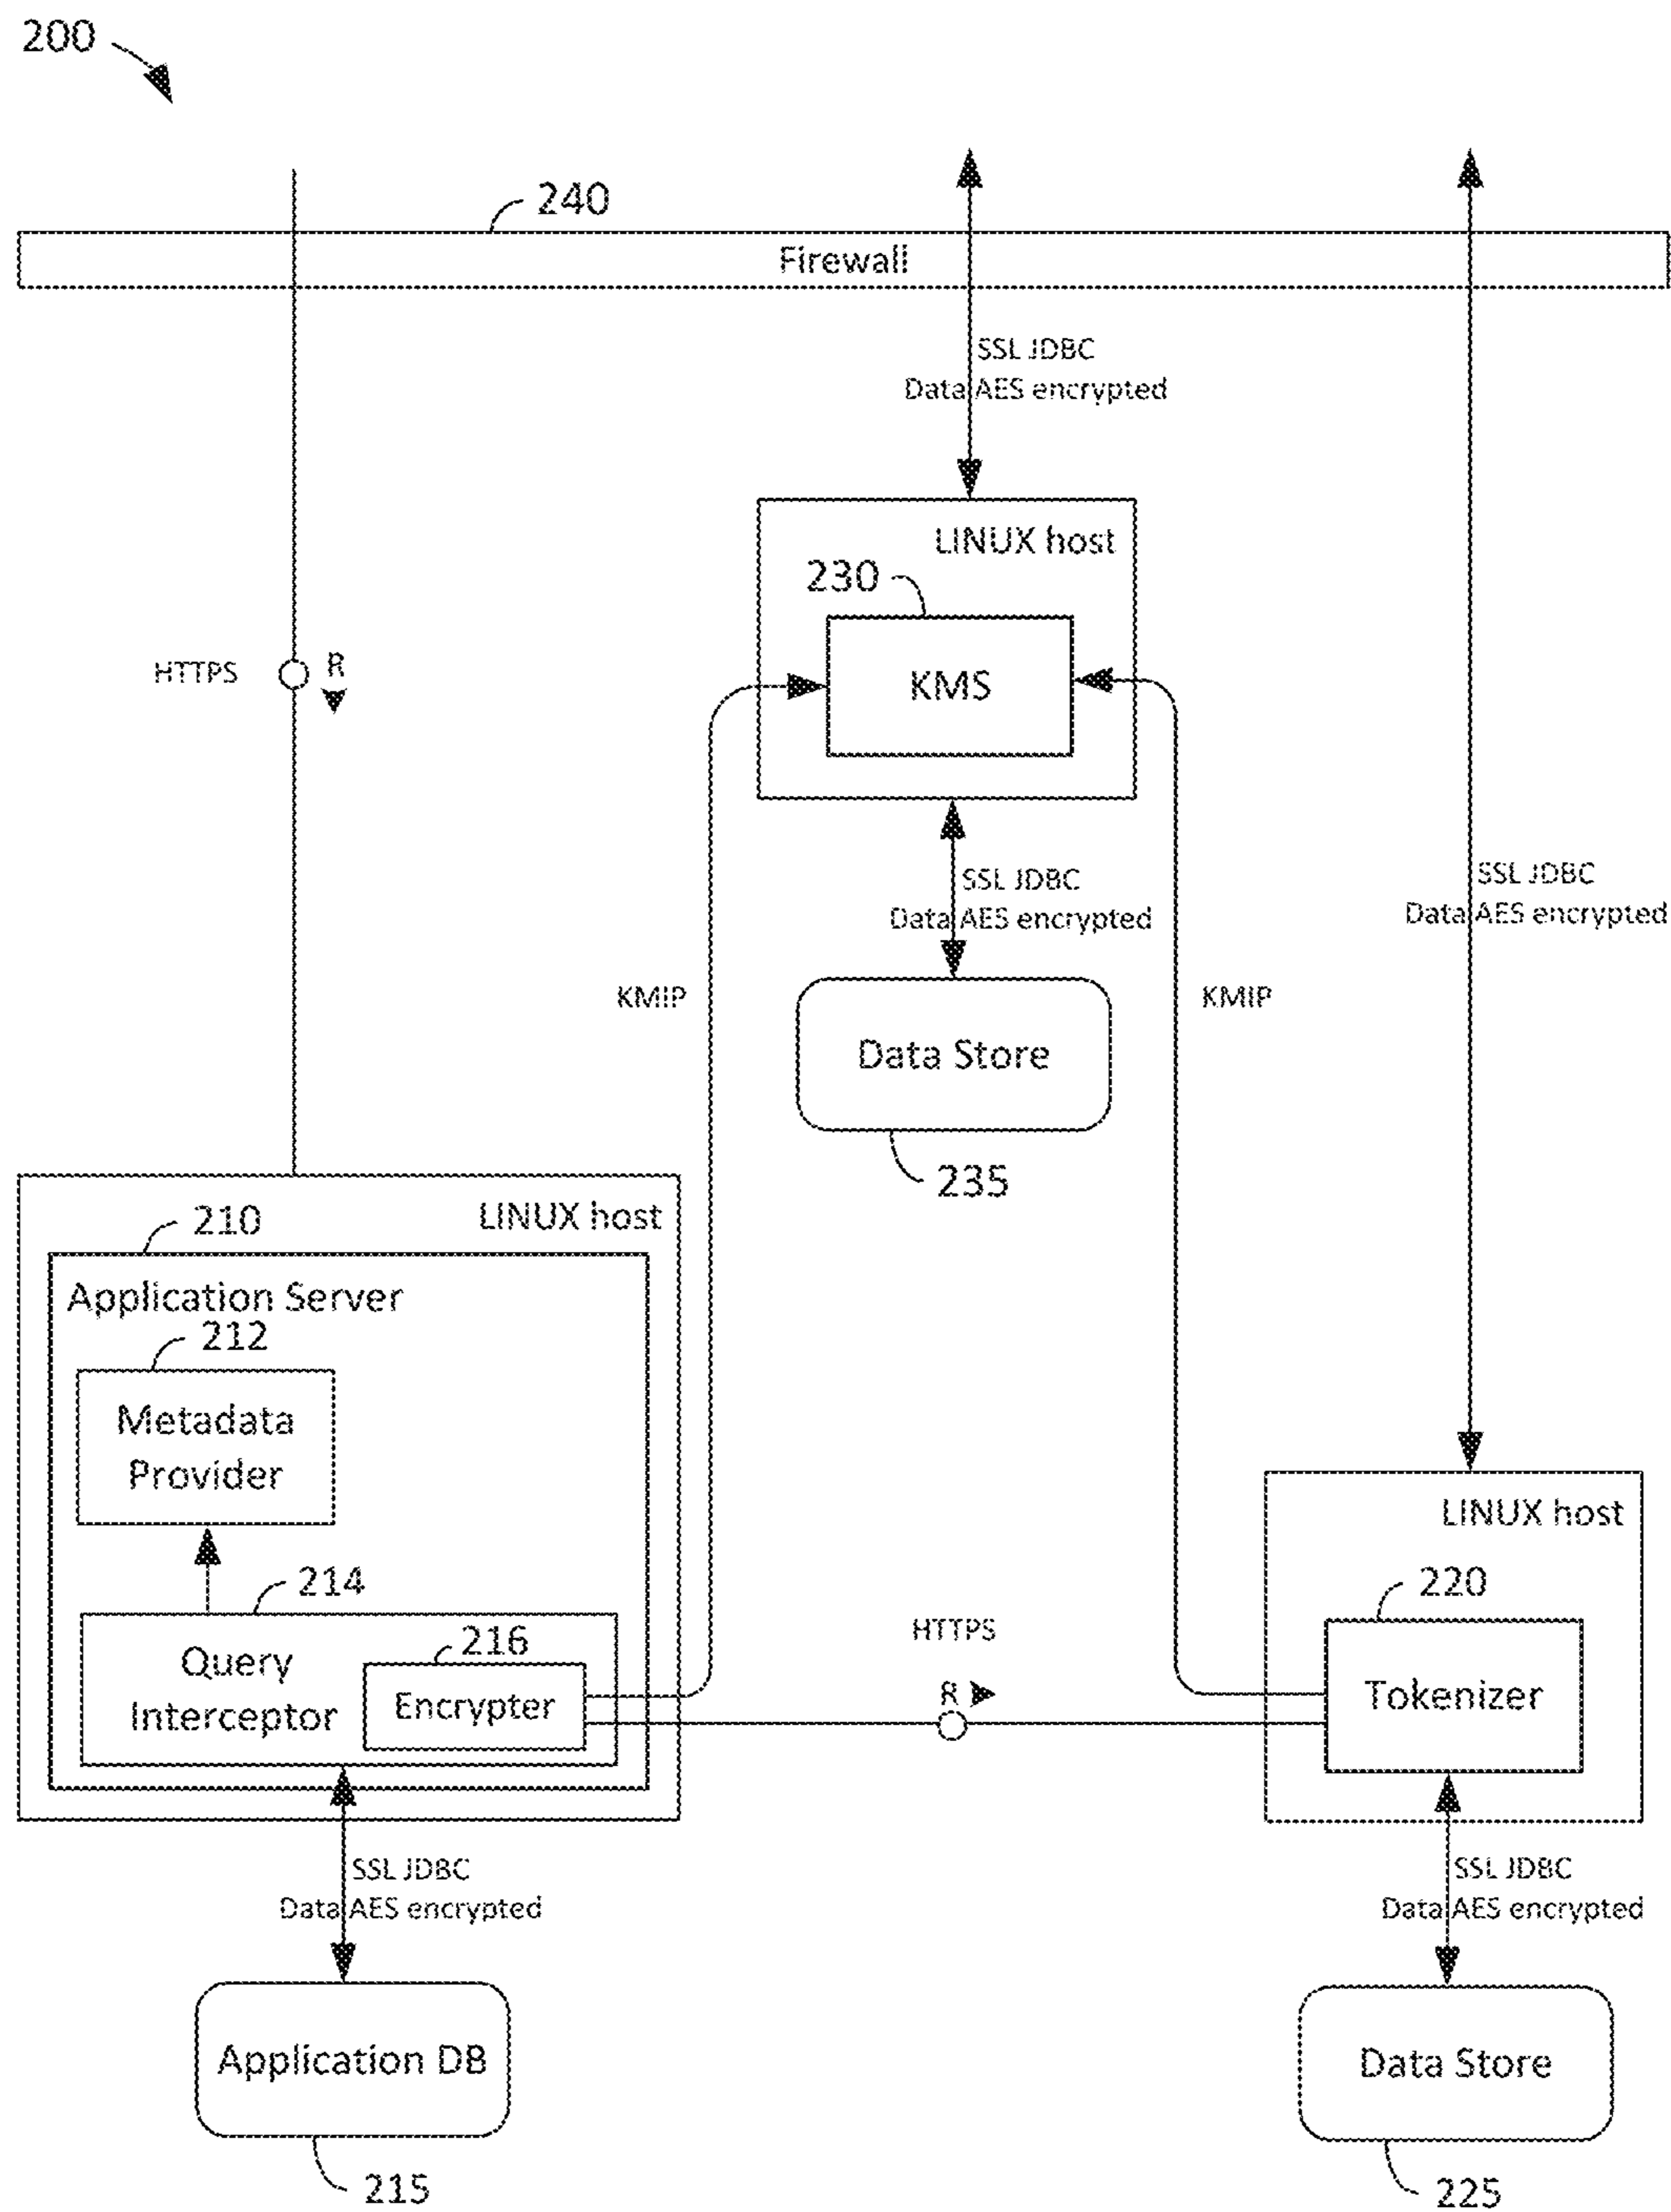 200
240
Firewall
SSL JDBC
Data AES encrypted
LINUX host
230
HTTPS
R
KMS
SSL JDBC
Data AES encrypted
SSL JDBC
Data AES encrypted
KMIP
KMIP
Data Store
235
LINUX host
210
Application Server
212
Metadata
Provider
LINUX host
214
220
216
Query
Interceptor
Encrypter
HTTPS
R
Tokenizer
SSL JDBC
Data AES encrypted
SSL JDBC
Data AES encrypted
Application DB
Data Store
215
225